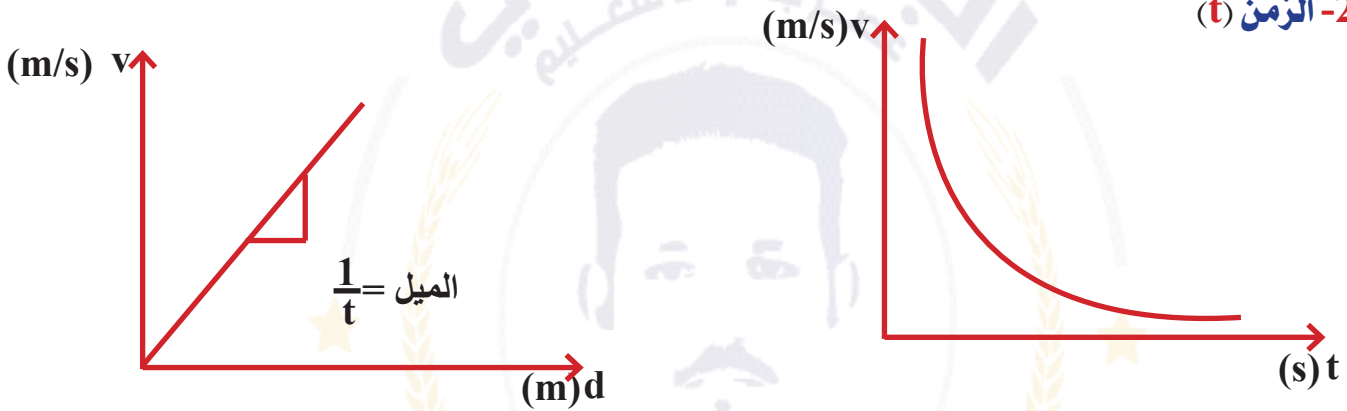 2- الزمن (t)
(m/s) v
(m/s)v
الميل = 1/t
(m)d
(s) t